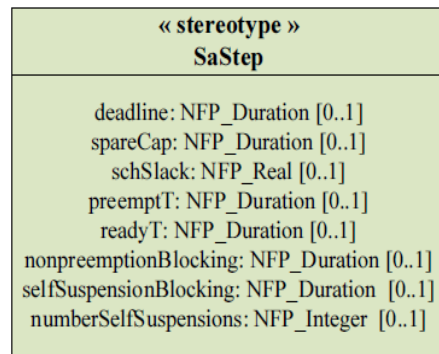 « stereotype »
SaStep
deadline: NFP_Duration [0..1]
spareCap: NFP_Duration [0..1]
schSlack: NFP_Real [0..1]
preemptT: NFP_Duration [0..1]
readyT: NFP_Duration [0..1]
nonpreemptionBlocking: NFP_Duration [0..1]
selfSuspensionBlocking: NFP_Duration [0..1]
numberSelfSuspensions: NFP_Integer [0..1]